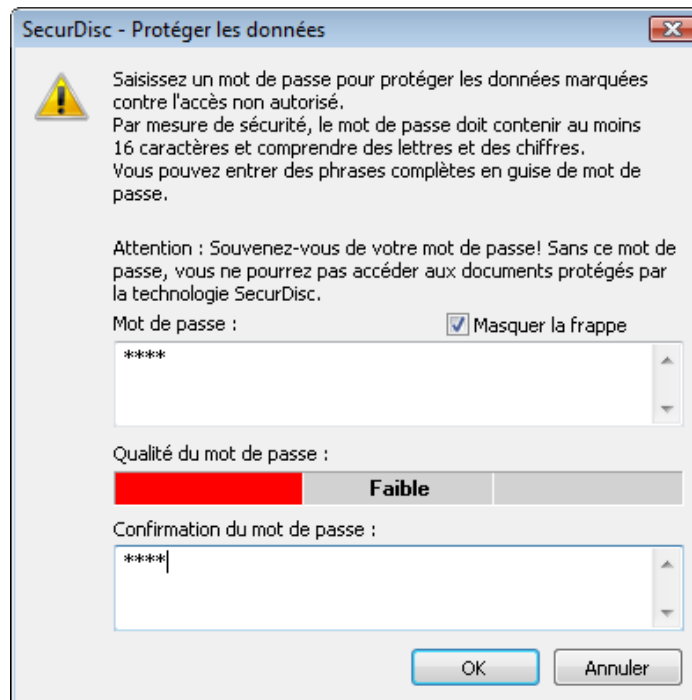 SecurDisc - Protéger les données
Saisissez un mot de passe pour protéger les données marquées
contre l'accès non autorisé.
Par mesure de sécurité, le mot de passe doit contenir au moins
16 caractères et comprendre des lettres et des chiffres.
Vous pouvez entrer des phrases complètes en guise de mot de
passe.
Attention : Souvenez-vous de votre mot de passe! Sans ce mot de
passe, vous ne pourrez pas accéder aux documents protégés par
la technologie SecurDisc.
Mot de passe : Masquer la frappe
****
Qualité du mot de passe :
Faible
Confirmation du mot de passe :
****
OK Annuler